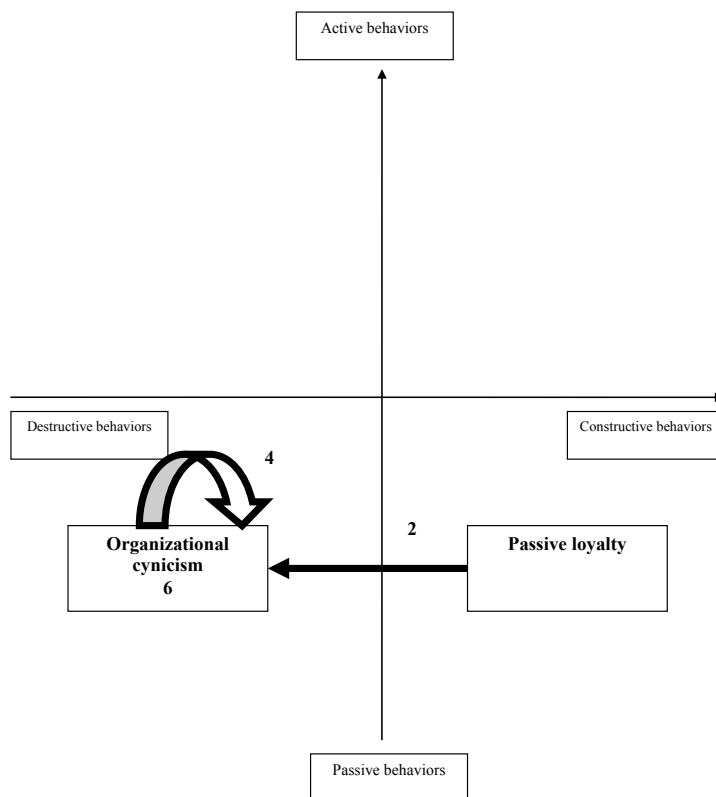 Active behaviors
Destructive behaviors
Constructive behaviors
4
2
Organizational
cynicism
6
Passive loyalty
Passive behaviors